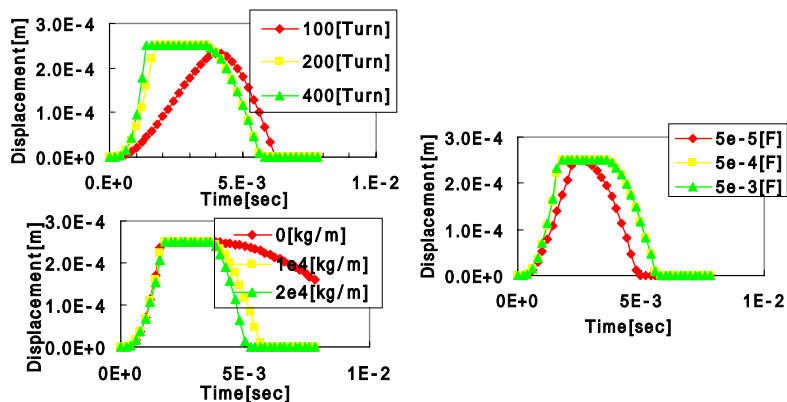 Displacement[m]
3.0E-4
2.0E-4
1.0E-4
0.0E+0
100[Turn]
200[Turn]
400[Turn]
0.E+0
5.E-3
1.E-2
Time[sec]
Displacement[m]
3.0E-4
2.0E-4
1.0E-4
0.0E+0
0[kg/m]
1e4[kg/m]
2e4[kg/m]
0E+0
5E-3
1E-2
Time[sec]
Displacement[m]
3.0E-4
2.0E-4
1.0E-4
0.0E+0
5e-5[F]
5e-4[F]
5e-3[F]
0E+0
5E-3
1E-2
Time[sec]